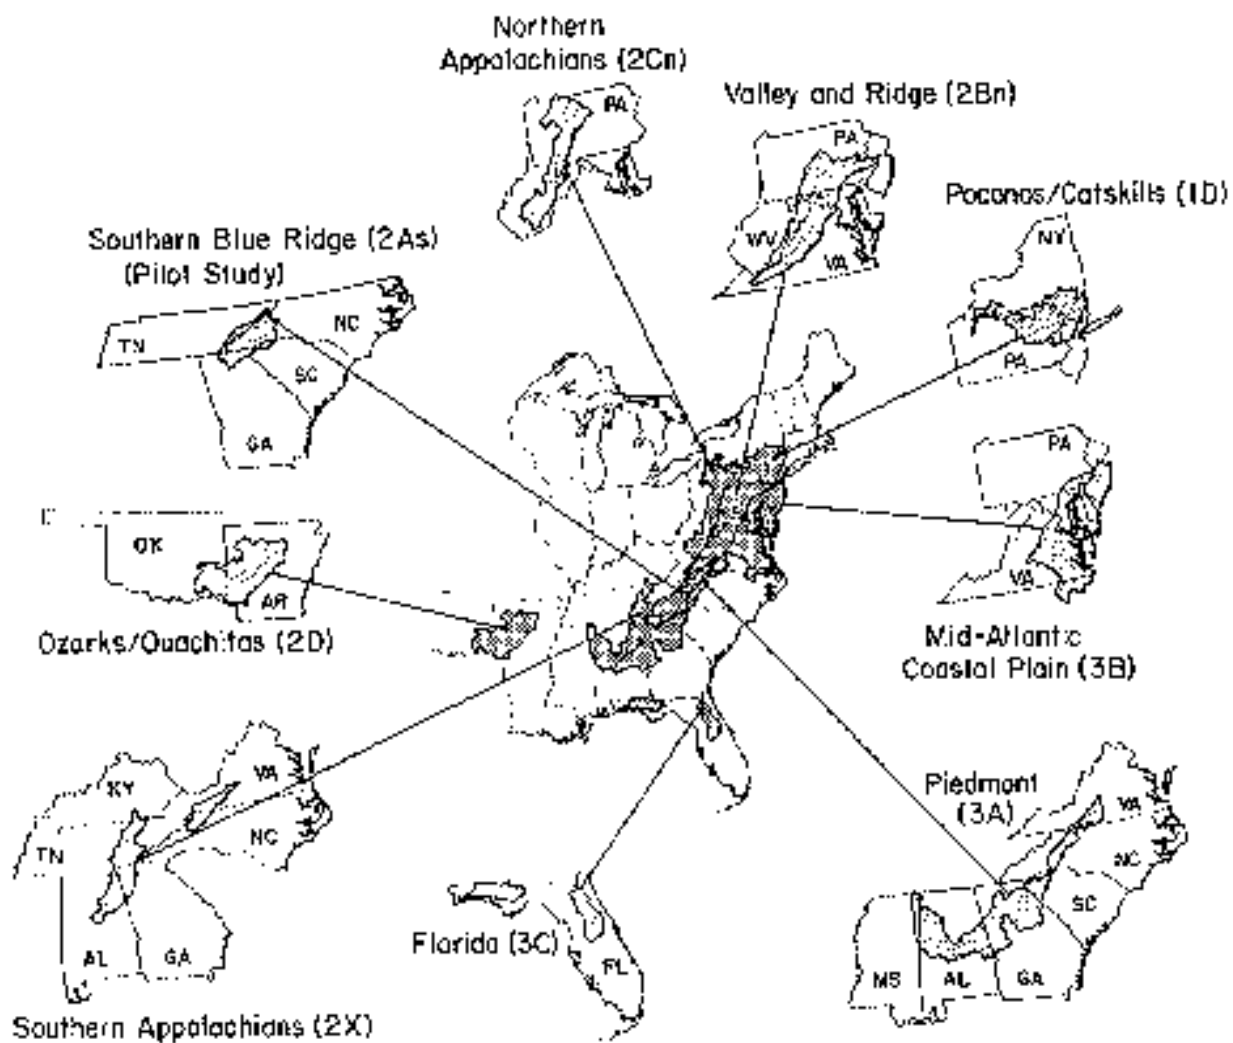 Northern
Appalachians (2Cn)
PA
Valley and Ridge (2Bn)
PA
WV
VA
Poconos/Catskills (1D)
NY
PA
Southern Blue Ridge (2As)
(Pilot Study)
TN
NC
SC
GA
PA
VA
Mid-Atlantic
Coastal Plain (3B)
OK
AR
Ozarks/Ouachitas (2D)
KY
VA
TN
NC
AL
GA
Southern Appalachians (2X)
Florida (3C)
FL
Piedmont
(3A)
VA
NC
SC
MS
AL
GA